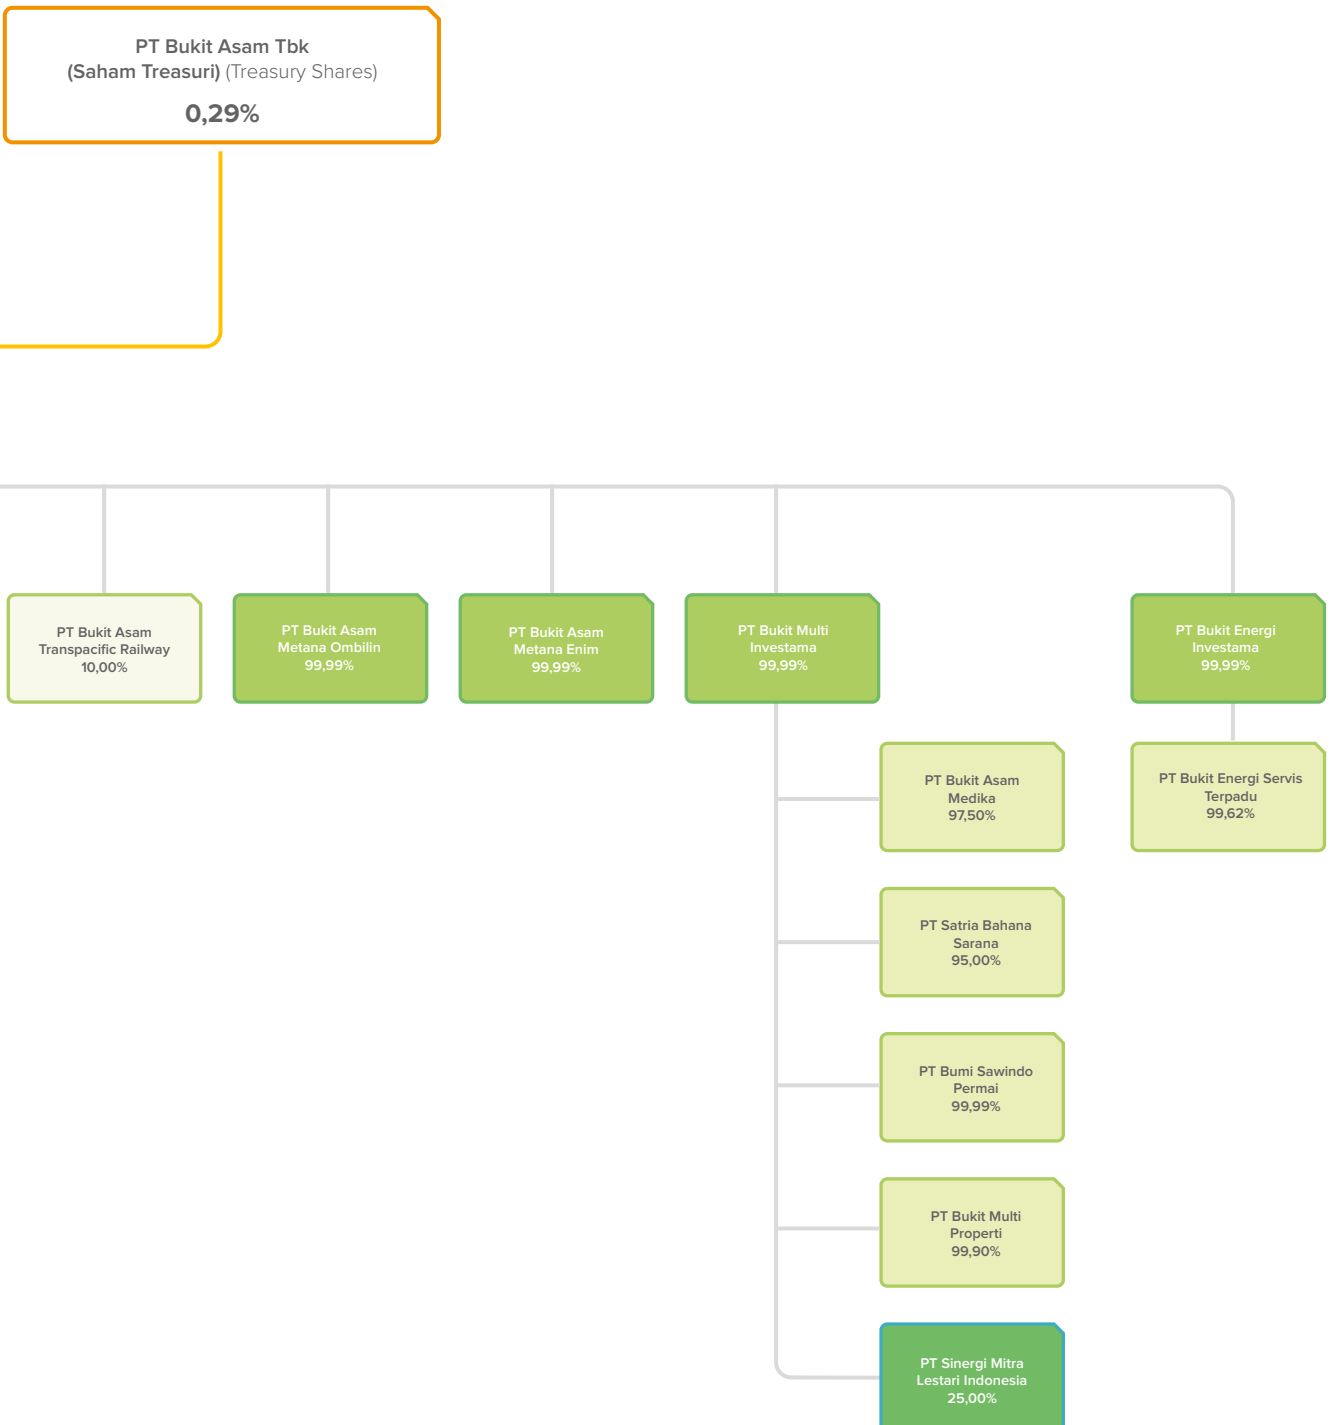 PT Bukit Asam Tbk
(Saham Treasuri) (Treasury Shares)
0,29%
PT Bukit Asam
Transpacific Railway
10,00%
PT Bukit Asam
Metana Ombilin
99,99%
PT Bukit Asam
Metana Enim
99,99%
PT Bukit Multi
Investama
99,99%
PT Bukit Energi
Investama
99,99%
PT Bukit Asam
Medika
97,50%
PT Bukit Energi Servis
Terpadu
99,62%
PT Satria Bahana
Sarana
95,00%
PT Bumi Sawindo
Permai
99,99%
PT Bukit Multi
Properti
99,90%
PT Sinergi Mitra
Lestari Indonesia
25,00%